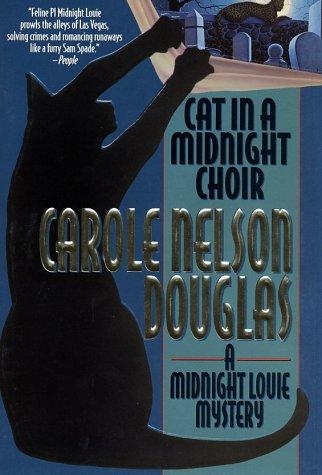 "Feline PI Midnight Louie
prowls the alleys of Las Vegas,
solving crimes and romancing runaways
like a furry Sam Spade."
– People
CAT IN A
MIDNIGHT
CHOIR
CAROLE NELSON
DOUGLAS
A
MIDNIGHT LOUIE
MYSTERY